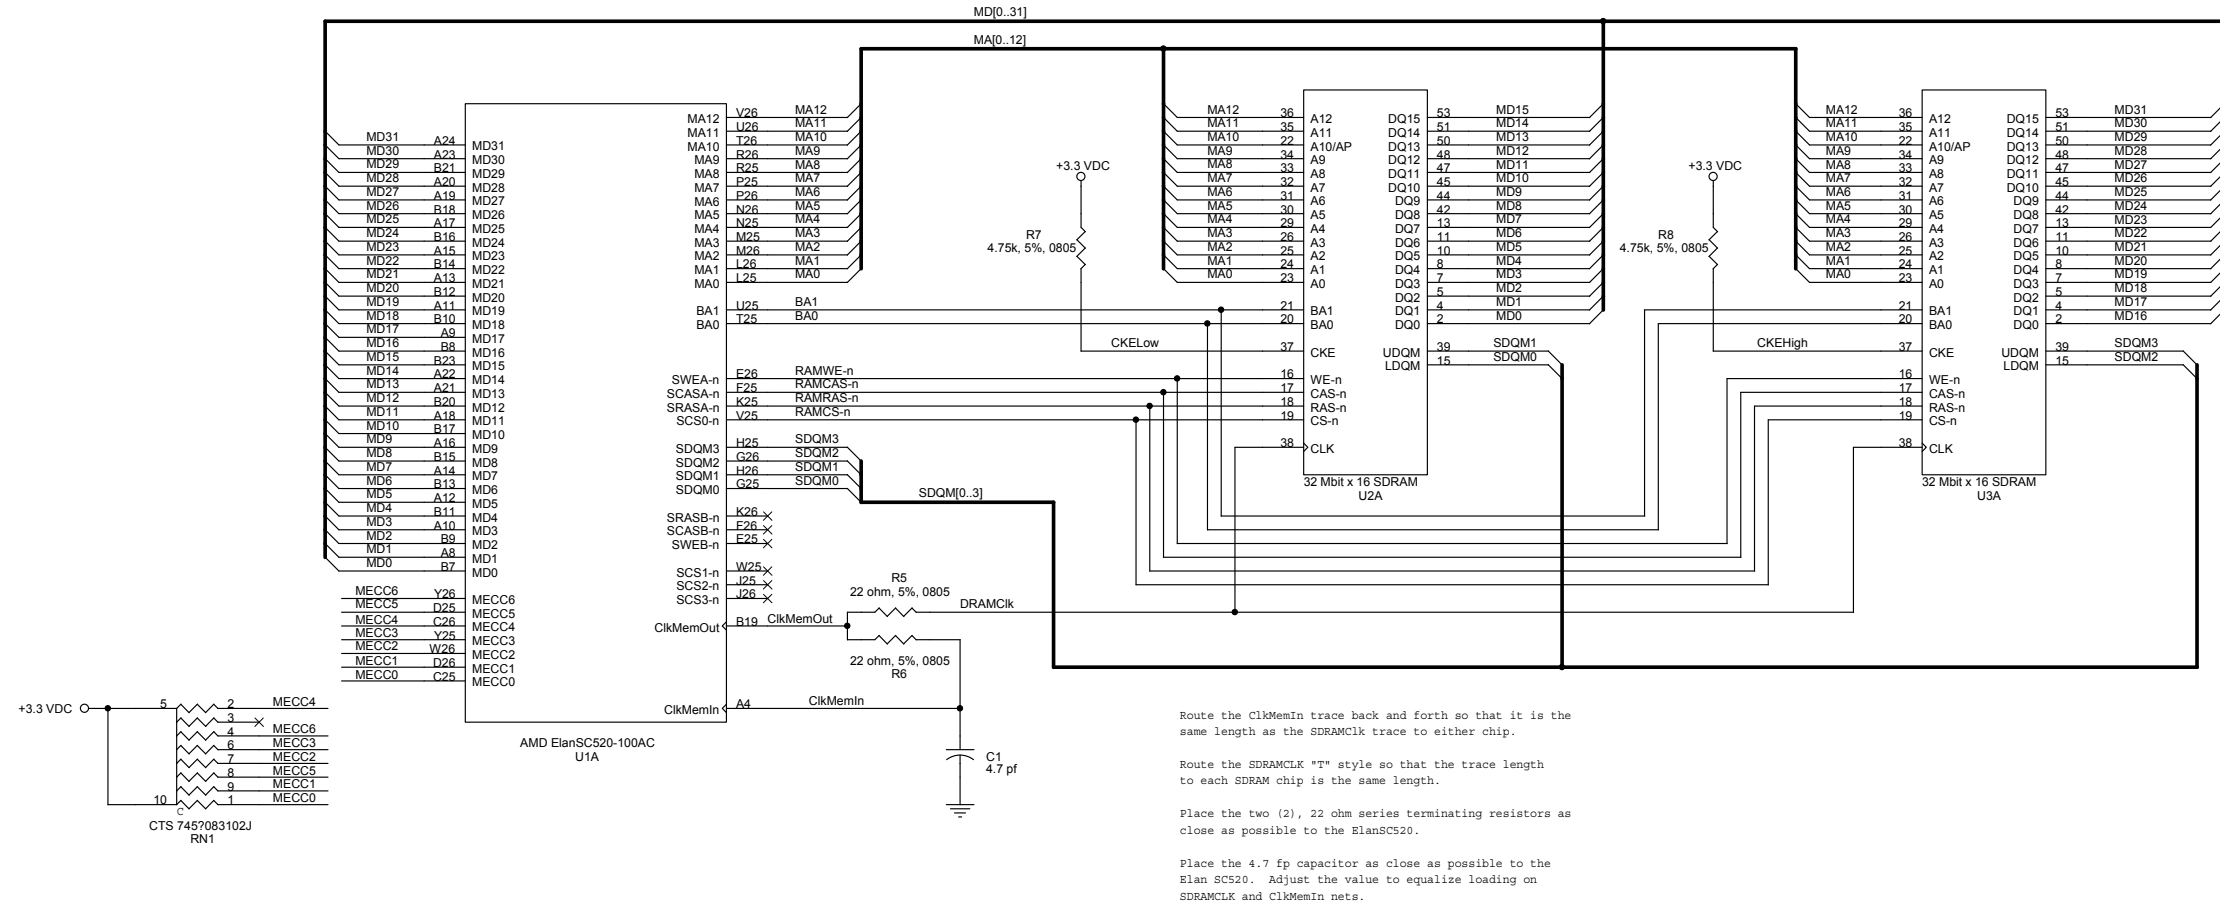 MD[0..31]
MA[0..12]
MD31 A24 MD31
MD30 A23 MD30
MD29 B21 MD29
MD28 A20 MD28
MD27 A19 MD27
MD26 B18 MD26
MD25 A17 MD25
MD24 B16 MD24
MD23 A15 MD23
MD22 B14 MD22
MD21 A13 MD21
MD20 B12 MD20
MD19 A11 MD19
MD18 B10 MD18
MD17 A9 MD17
MD16 B8 MD16
MD15 B23 MD15
MD14 A22 MD14
MD13 A21 MD13
MD12 B20 MD12
MD11 A18 MD11
MD10 B17 MD10
MD9 A16 MD9
MD8 B15 MD8
MD7 A14 MD7
MD6 B13 MD6
MD5 A12 MD5
MD4 B11 MD4
MD3 A10 MD3
MD2 B9 MD2
MD1 A8 MD1
MD0 B7 MD0
MECC6 Y26 MECC6
MECC5 D25 MECC5
MECC4 C26 MECC4
MECC3 Y25 MECC3
MECC2 W26 MECC2
MECC1 D26 MECC1
MECC0 C25 MECC0
MA12 V26 MA12
MA11 U26 MA11
MA10 T26 MA10
MA9 R26 MA9
MA8 R25 MA8
MA7 P25 MA7
MA6 P26 MA6
MA5 N26 MA5
MA4 N25 MA4
MA3 M25 MA3
MA2 M26 MA2
MA1 L26 MA1
MA0 L25 MA0
BA1 U25 BA1
BA0 T25 BA0
SWEA-n E26 RAMWE-n
SCASA-n F25 RAMCAS-n
SRASA-n K25 RAMRAS-n
SCS0-n V25 RAMCS-n
SDQM3 H25 SDQM3
SDQM2 G26 SDQM2
SDQM1 H26 SDQM1
SDQM0 G25 SDQM0
SDQM[0..3]
SRASB-n K26
SCASB-n F26
SWEB-n E25
SCS1-n W25
SCS2-n J25
SCS3-n J26
ClkMemOut B19 ClkMemOut
ClkMemIn A4 ClkMemIn
AMD ElanSC520-100AC
U1A
R5
22 ohm, 5%, 0805
DRAMClk
22 ohm, 5%, 0805
R6
C1
4.7 pf
+3.3 VDC
R7
4.75k, 5%, 0805
CKELow
MA12 36 A12
MA11 35 A11
MA10 22 A10/AP
MA9 34 A9
MA8 33 A8
MA7 32 A7
MA6 31 A6
MA5 30 A5
MA4 29 A4
MA3 26 A3
MA2 25 A2
MA1 24 A1
MA0 23 A0
21 BA1
20 BA0
37 CKE
16 WE-n
17 CAS-n
18 RAS-n
19 CS-n
38 CLK
DQ15 53 MD15
DQ14 51 MD14
DQ13 50 MD13
DQ12 48 MD12
DQ11 47 MD11
DQ10 45 MD10
DQ9 44 MD9
DQ8 42 MD8
DQ7 13 MD7
DQ6 11 MD6
DQ5 10 MD5
DQ4 8 MD4
DQ3 7 MD3
DQ2 5 MD2
DQ1 4 MD1
DQ0 2 MD0
UDQM 39 SDQM1
LDQM 15 SDQM0
32 Mbit x 16 SDRAM
U2A
+3.3 VDC
R8
4.75k, 5%, 0805
CKEHigh
MA12 36 A12
MA11 35 A11
MA10 22 A10/AP
MA9 34 A9
MA8 33 A8
MA7 32 A7
MA6 31 A6
MA5 30 A5
MA4 29 A4
MA3 26 A3
MA2 25 A2
MA1 24 A1
MA0 23 A0
21 BA1
20 BA0
37 CKE
16 WE-n
17 CAS-n
18 RAS-n
19 CS-n
38 CLK
DQ15 53 MD31
DQ14 51 MD30
DQ13 50 MD29
DQ12 48 MD28
DQ11 47 MD27
DQ10 45 MD26
DQ9 44 MD25
DQ8 42 MD24
DQ7 13 MD23
DQ6 11 MD22
DQ5 10 MD21
DQ4 8 MD20
DQ3 7 MD19
DQ2 5 MD18
DQ1 4 MD17
DQ0 2 MD16
UDQM 39 SDQM3
LDQM 15 SDQM2
32 Mbit x 16 SDRAM
U3A
+3.3 VDC
5 2 MECC4
3
4 MECC6
6 MECC3
7 MECC2
8 MECC5
9 MECC1
10 1 MECC0
C
CTS 745?083102J
RN1
Route the ClkMemIn trace back and forth so that it is the
same length as the SDRAMClk trace to either chip.
Route the SDRAMCLK "T" style so that the trace length
to each SDRAM chip is the same length.
Place the two (2), 22 ohm series terminating resistors as
close as possible to the ElanSC520.
Place the 4.7 fp capacitor as close as possible to the
Elan SC520. Adjust the value to equalize loading on
SDRAMCLK and ClkMemIn nets.